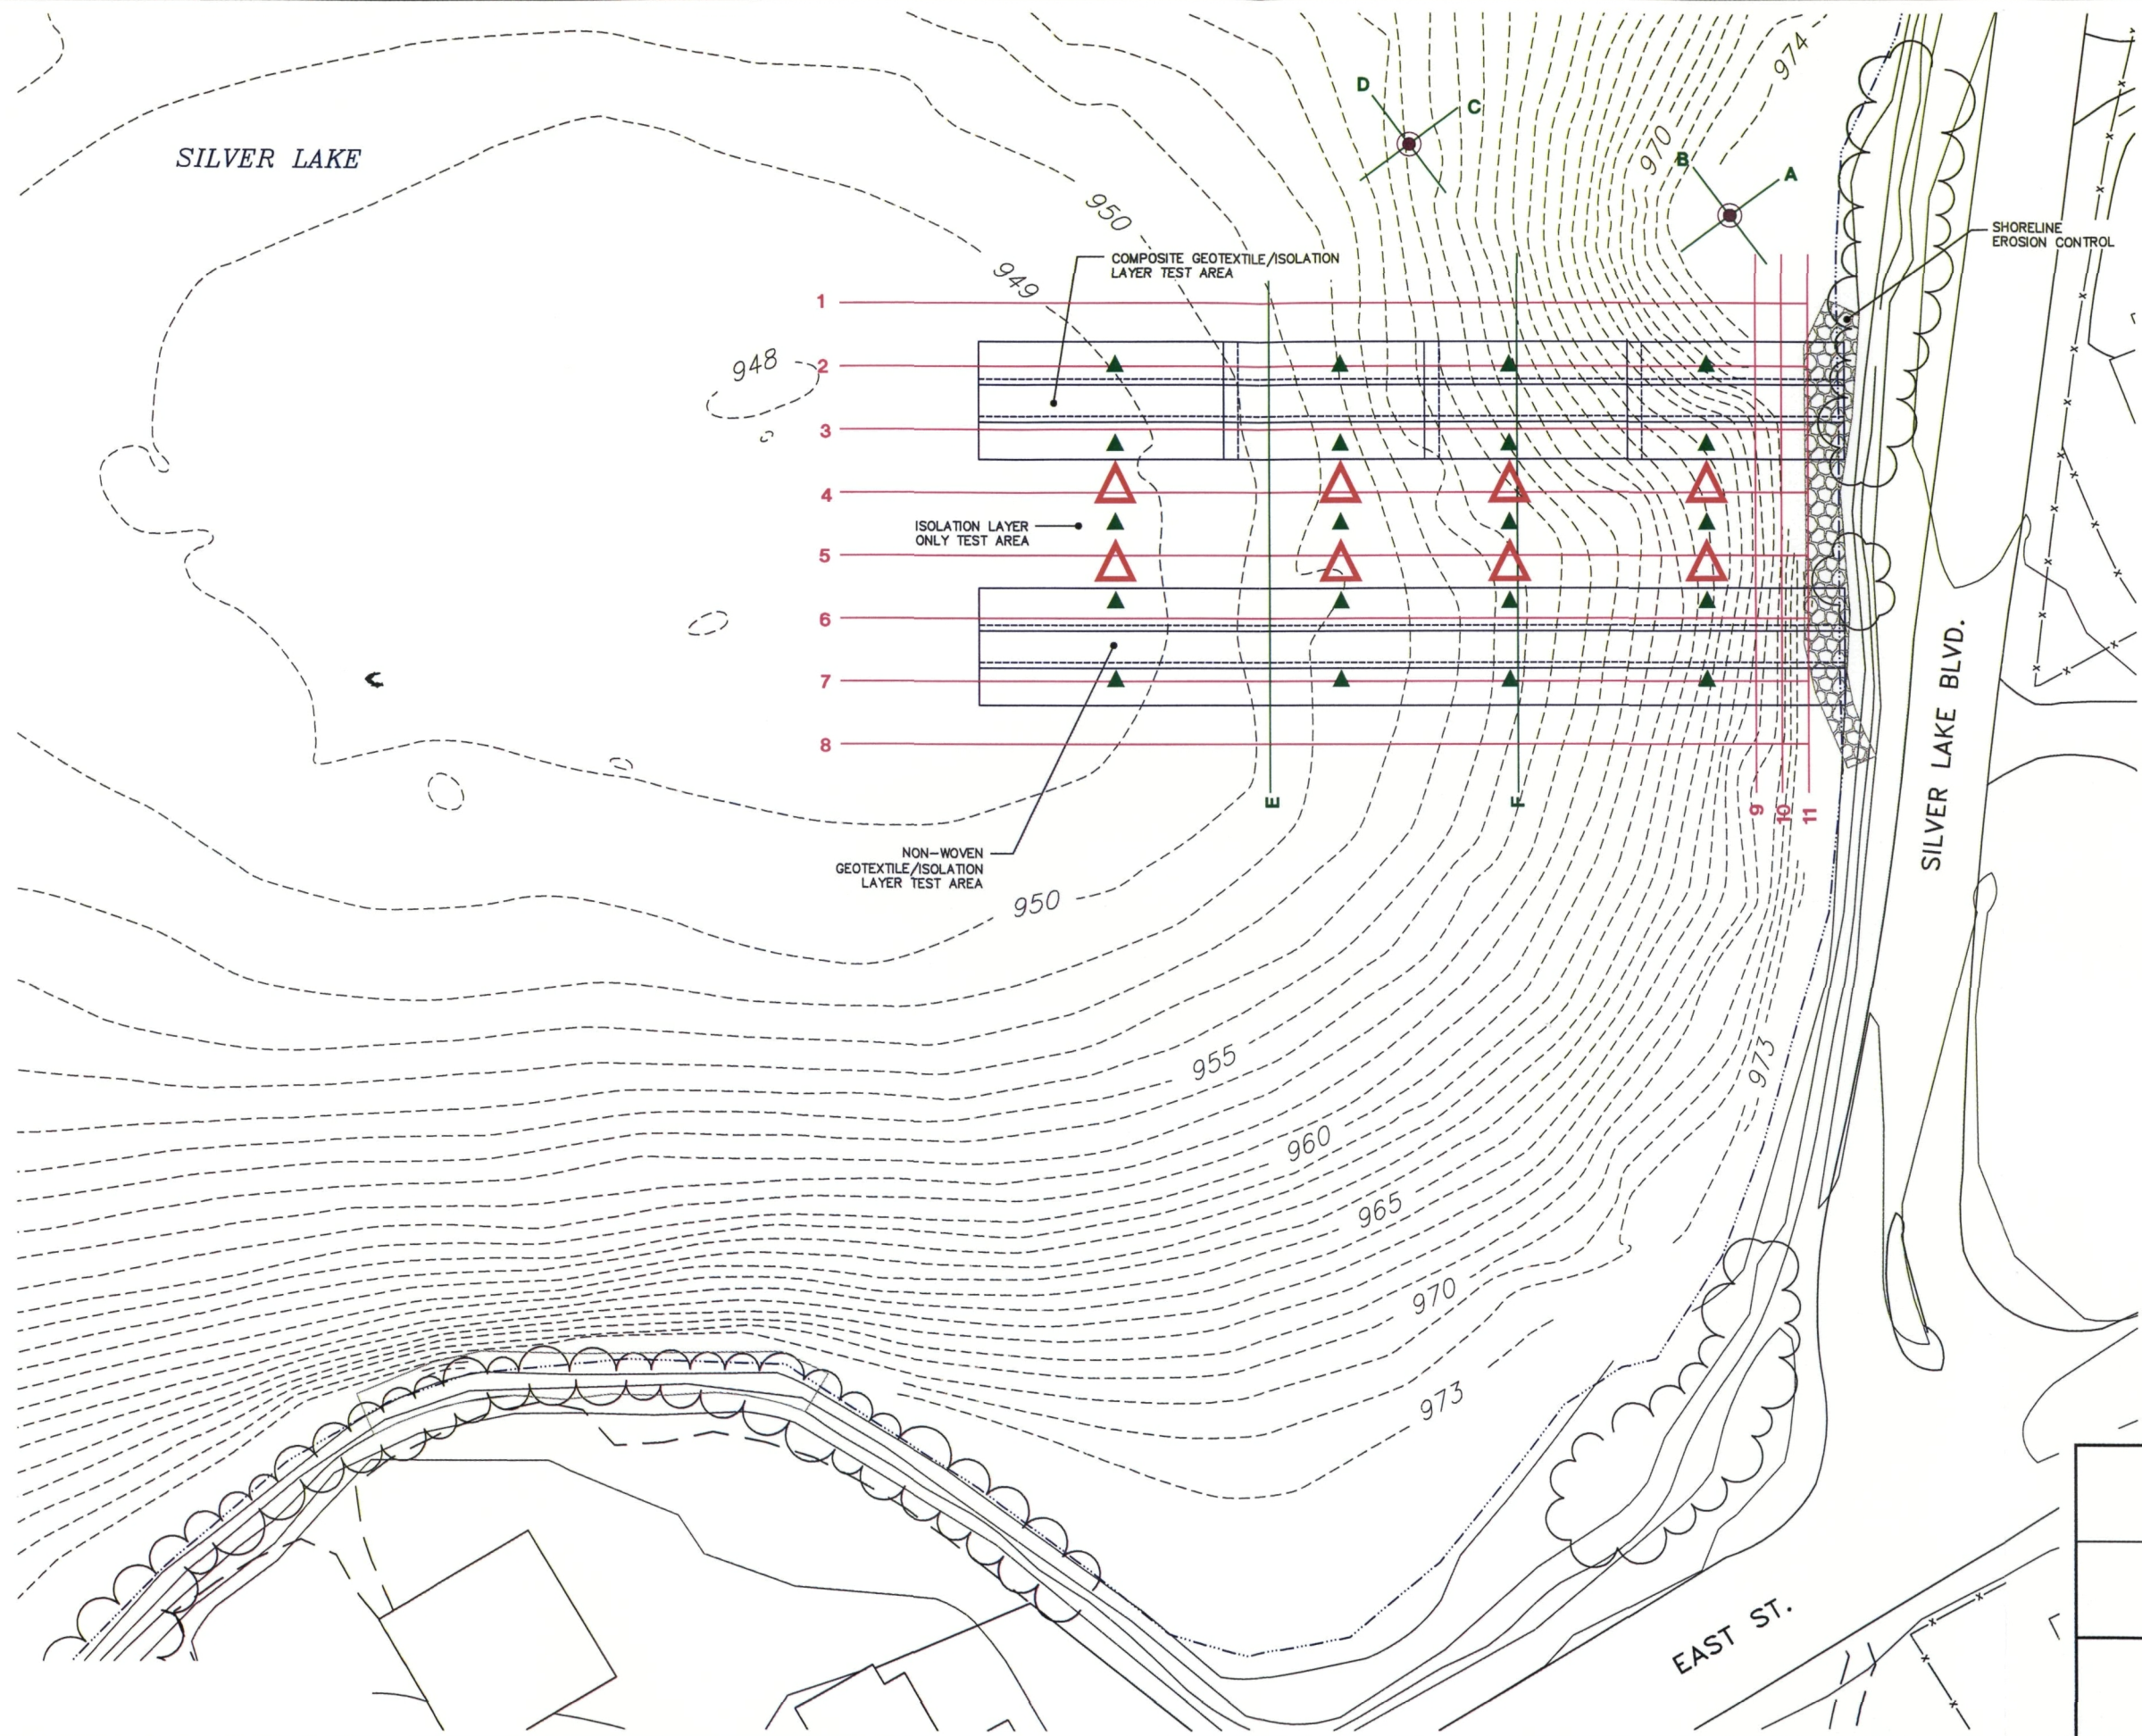 974
D
C
970
B
A
SILVER LAKE
950
SHORELINE
EROSION CONTROL
COMPOSITE GEOTEXTILE/ISOLATION
LAYER TEST AREA
949
1
948
2
3
4
ISOLATION LAYER
ONLY TEST AREA
5
6
7
8
E
F
9
10
11
SILVER LAKE BLVD.
NON-WOVEN
GEOTEXTILE/ISOLATION
LAYER TEST AREA
950
955
973
960
965
970
973
EAST ST.